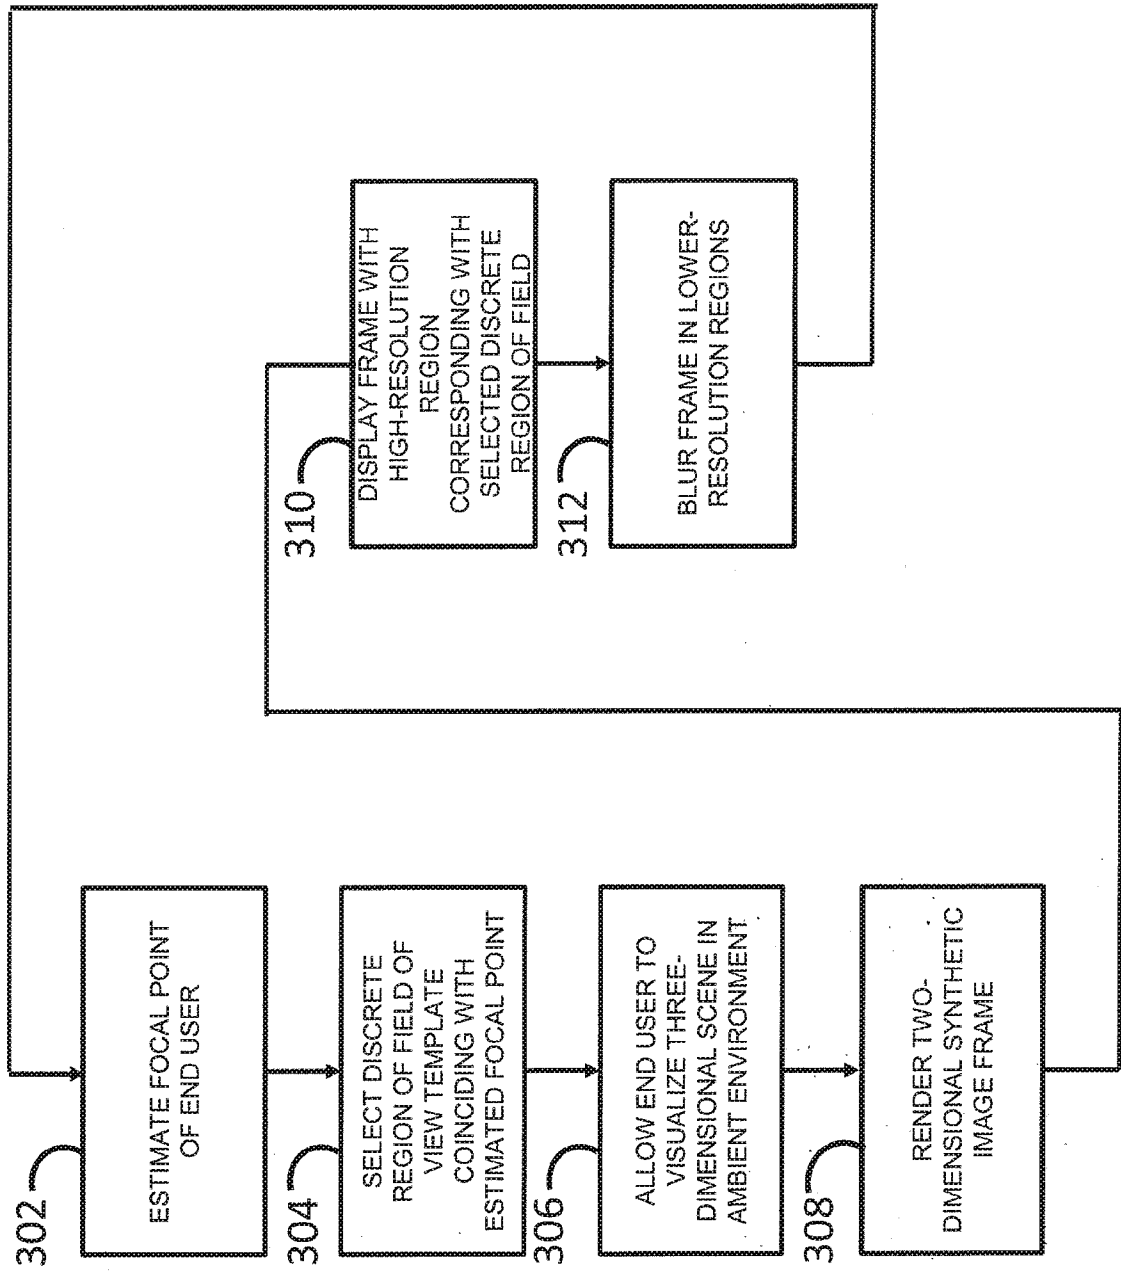 302
ESTIMATE FOCAL POINT
OF END USER
304
SELECT DISCRETE
REGION OF FIELD OF
VIEW TEMPLATE
COINCIDING WITH
ESTIMATED FOCAL POINT
306
ALLOW END USER TO
VISUALIZE THREE-
DIMENSIONAL SCENE IN
AMBIENT ENVIRONMENT
308
RENDER TWO-
DIMENSIONAL SYNTHETIC
IMAGE FRAME
310
DISPLAY FRAME WITH
HIGH-RESOLUTION
REGION
CORRESPONDING WITH
SELECTED DISCRETE
REGION OF FIELD
312
BLUR FRAME IN LOWER-
RESOLUTION REGIONS